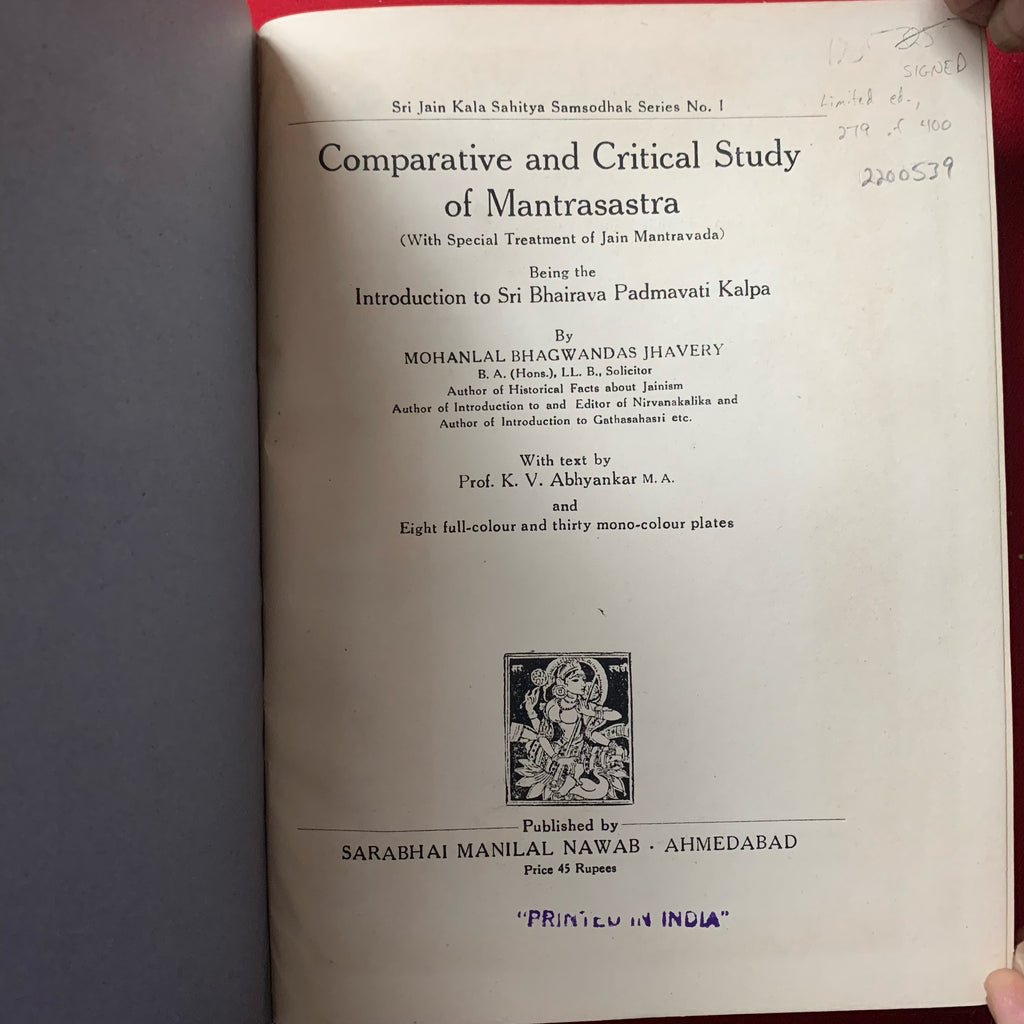 125 25
SIGNED
Limited ed.,
279 of 400
2200539
Sri Jain Kala Sahitya Samsodhak Series No. 1
Comparative and Critical Study
of Mantrasastra
(With Special Treatment of Jain Mantravada)
Being the
Introduction to Sri Bhairava Padmavati Kalpa
By
MOHANLAL BHAGWANDAS JHAVERY
B. A. (Hons.), LL. B., Solicitor
Author of Historical Facts about Jainism
Author of Introduction to and Editor of Nirvanakalika and
Author of Introduction to Gathasahasri etc.
With text by
Prof. K. V. Abhyankar M. A.
and
Eight full-colour and thirty mono-colour plates
Published by
SARABHAI MANILAL NAWAB · AHMEDABAD
Price 45 Rupees
"PRINTED IN INDIA"